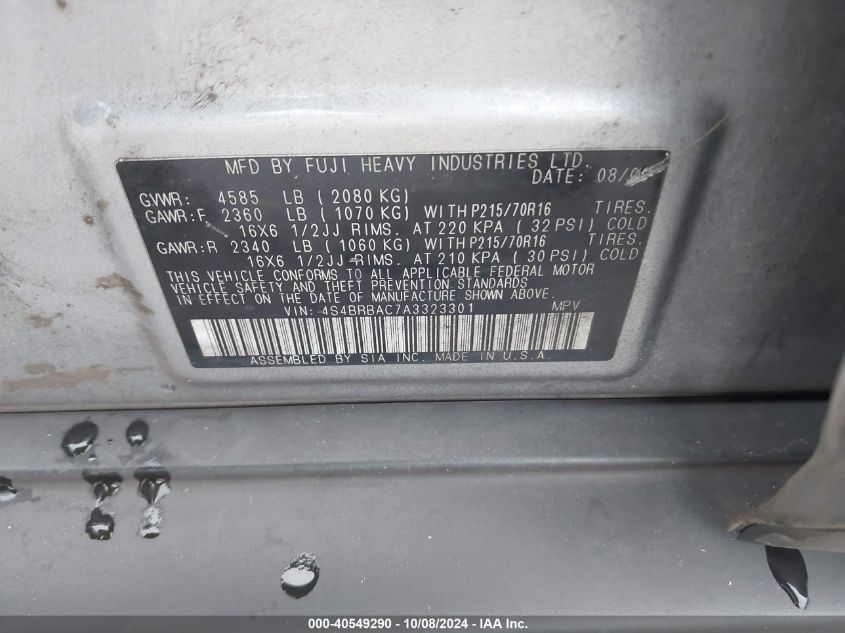 MFD BY FUJI HEAVY INDUSTRIES LTD.
DATE: 08/
GVWR: 4585 LB ( 2080 KG)
GAWR:F 2360 LB ( 1070 KG) WITH P215/70R16 TIRES.
16X6 1/2JJ RIMS. AT 220 KPA ( 32 PSI) COLD
GAWR:R 2340 LB ( 1060 KG) WITH P215/70R16 TIRES.
16X6 1/2JJ RIMS. AT 210 KPA ( 30 PSI) COLD
THIS VEHICLE CONFORMS TO ALL APPLICABLE FEDERAL MOTOR
VEHICLE SAFETY AND THEFT PREVENTION STANDARDS
IN EFFECT ON THE DATE OF MANUFACTURE SHOWN ABOVE.
VIN: 4S4BRBAC7A3323301 MPV
ASSEMBLED BY SIA INC. MADE IN U.S.A.
000-40549290 - 10/08/2024 - IAA Inc.